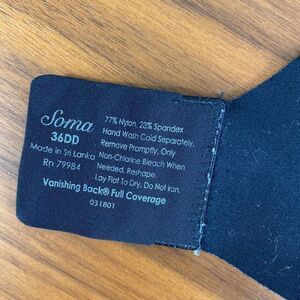 Soma
36DD
Made in Sri Lanka
Rn 79984
77% Nylon, 23% Spandex
Hand Wash Cold Separately,
Remove Promptly, Only
Non-Chlorine Bleach When
Needed, Reshape.
Lay Flat To Dry, Do Not Iron.
Vanishing Back® Full Coverage
031801